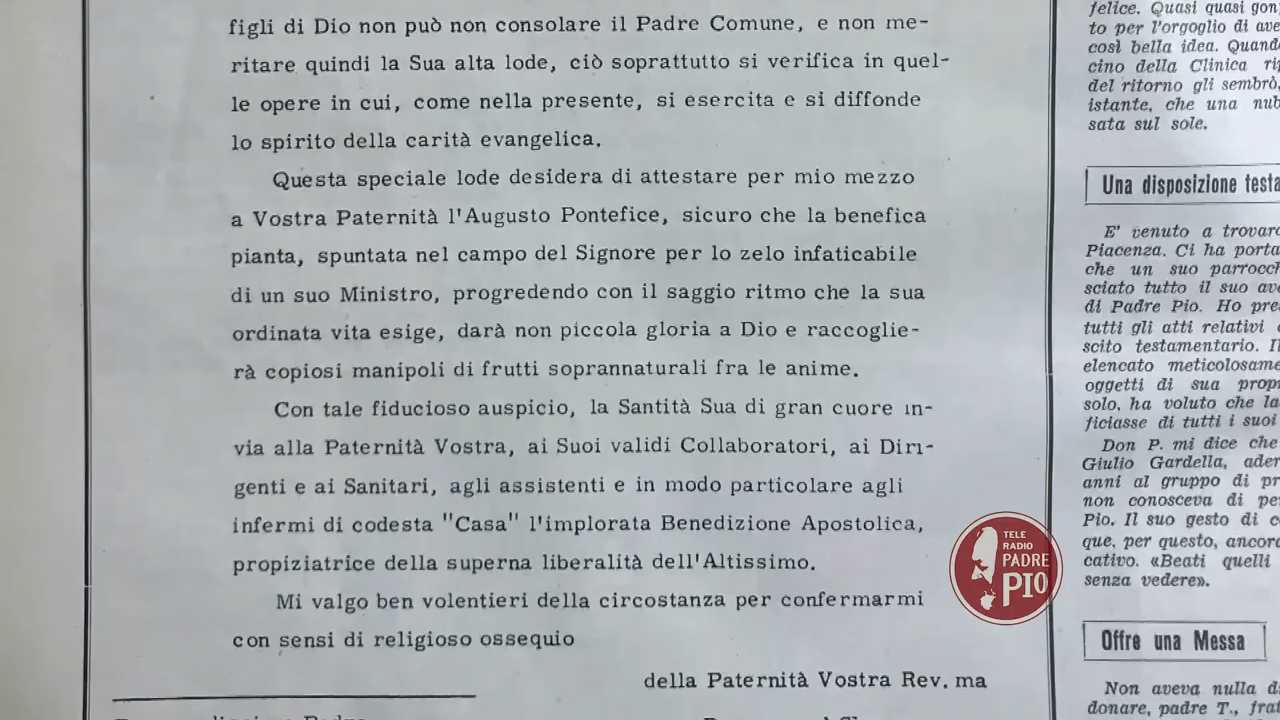 figli di Dio non può non consolare il Padre Comune, e non me-
ritare quindi la Sua alta lode, ciò soprattutto si verifica in quel-
le opere in cui, come nella presente, si esercita e si diffonde
lo spirito della carità evangelica.
Questa speciale lode desidera di attestare per mio mezzo
a Vostra Paternità l'Augusto Pontefice, sicuro che la benefica
pianta, spuntata nel campo del Signore per lo zelo infaticabile
di un suo Ministro, progredendo con il saggio ritmo che la sua
ordinata vita esige, darà non piccola gloria a Dio e raccoglie-
rà copiosi manipoli di frutti soprannaturali fra le anime.
Con tale fiducioso auspicio, la Santità Sua di gran cuore in-
via alla Paternità Vostra, ai Suoi validi Collaboratori, ai Diri-
genti e ai Sanitari, agli assistenti e in modo particolare agli
infermi di codesta "Casa" l'implorata Benedizione Apostolica,
propiziatrice della superna liberalità dell'Altissimo.
Mi valgo ben volentieri della circostanza per confermarmi
con sensi di religioso ossequio
della Paternità Vostra Rev.ma
felice. Quasi quasi
to per l'orgoglio di
così bella idea.
cino della Clinica
del ritorno gli sembrò,
istante, che una
sata sul sole.
Una disposizione
E' venuto a
Piacenza. Ci ha
che un suo
sciato tutto il suo
di Padre Pio. Ho
tutti gli atti relativi
scito testamentario.
elencato
oggetti di sua
solo, ha voluto che
ficiasse di tutti i suoi
Don P. mi dice che
Giulio Gardella,
anni al gruppo di
non conosceva di
Pio. Il suo gesto di
que, per questo,
cativo. «Beati quelli
senza vedere».
Offre una Messa
Non aveva nulla
donare, padre T.,
TELE
RADIO
PADRE
PIO